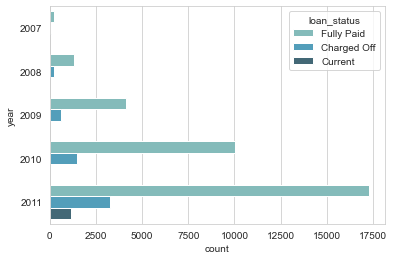 loan_status
Fully Paid
Charged Off
Current
2007
2008
2009
2010
2011
year
0
2500
5000
7500
10000
12500
15000
17500
count